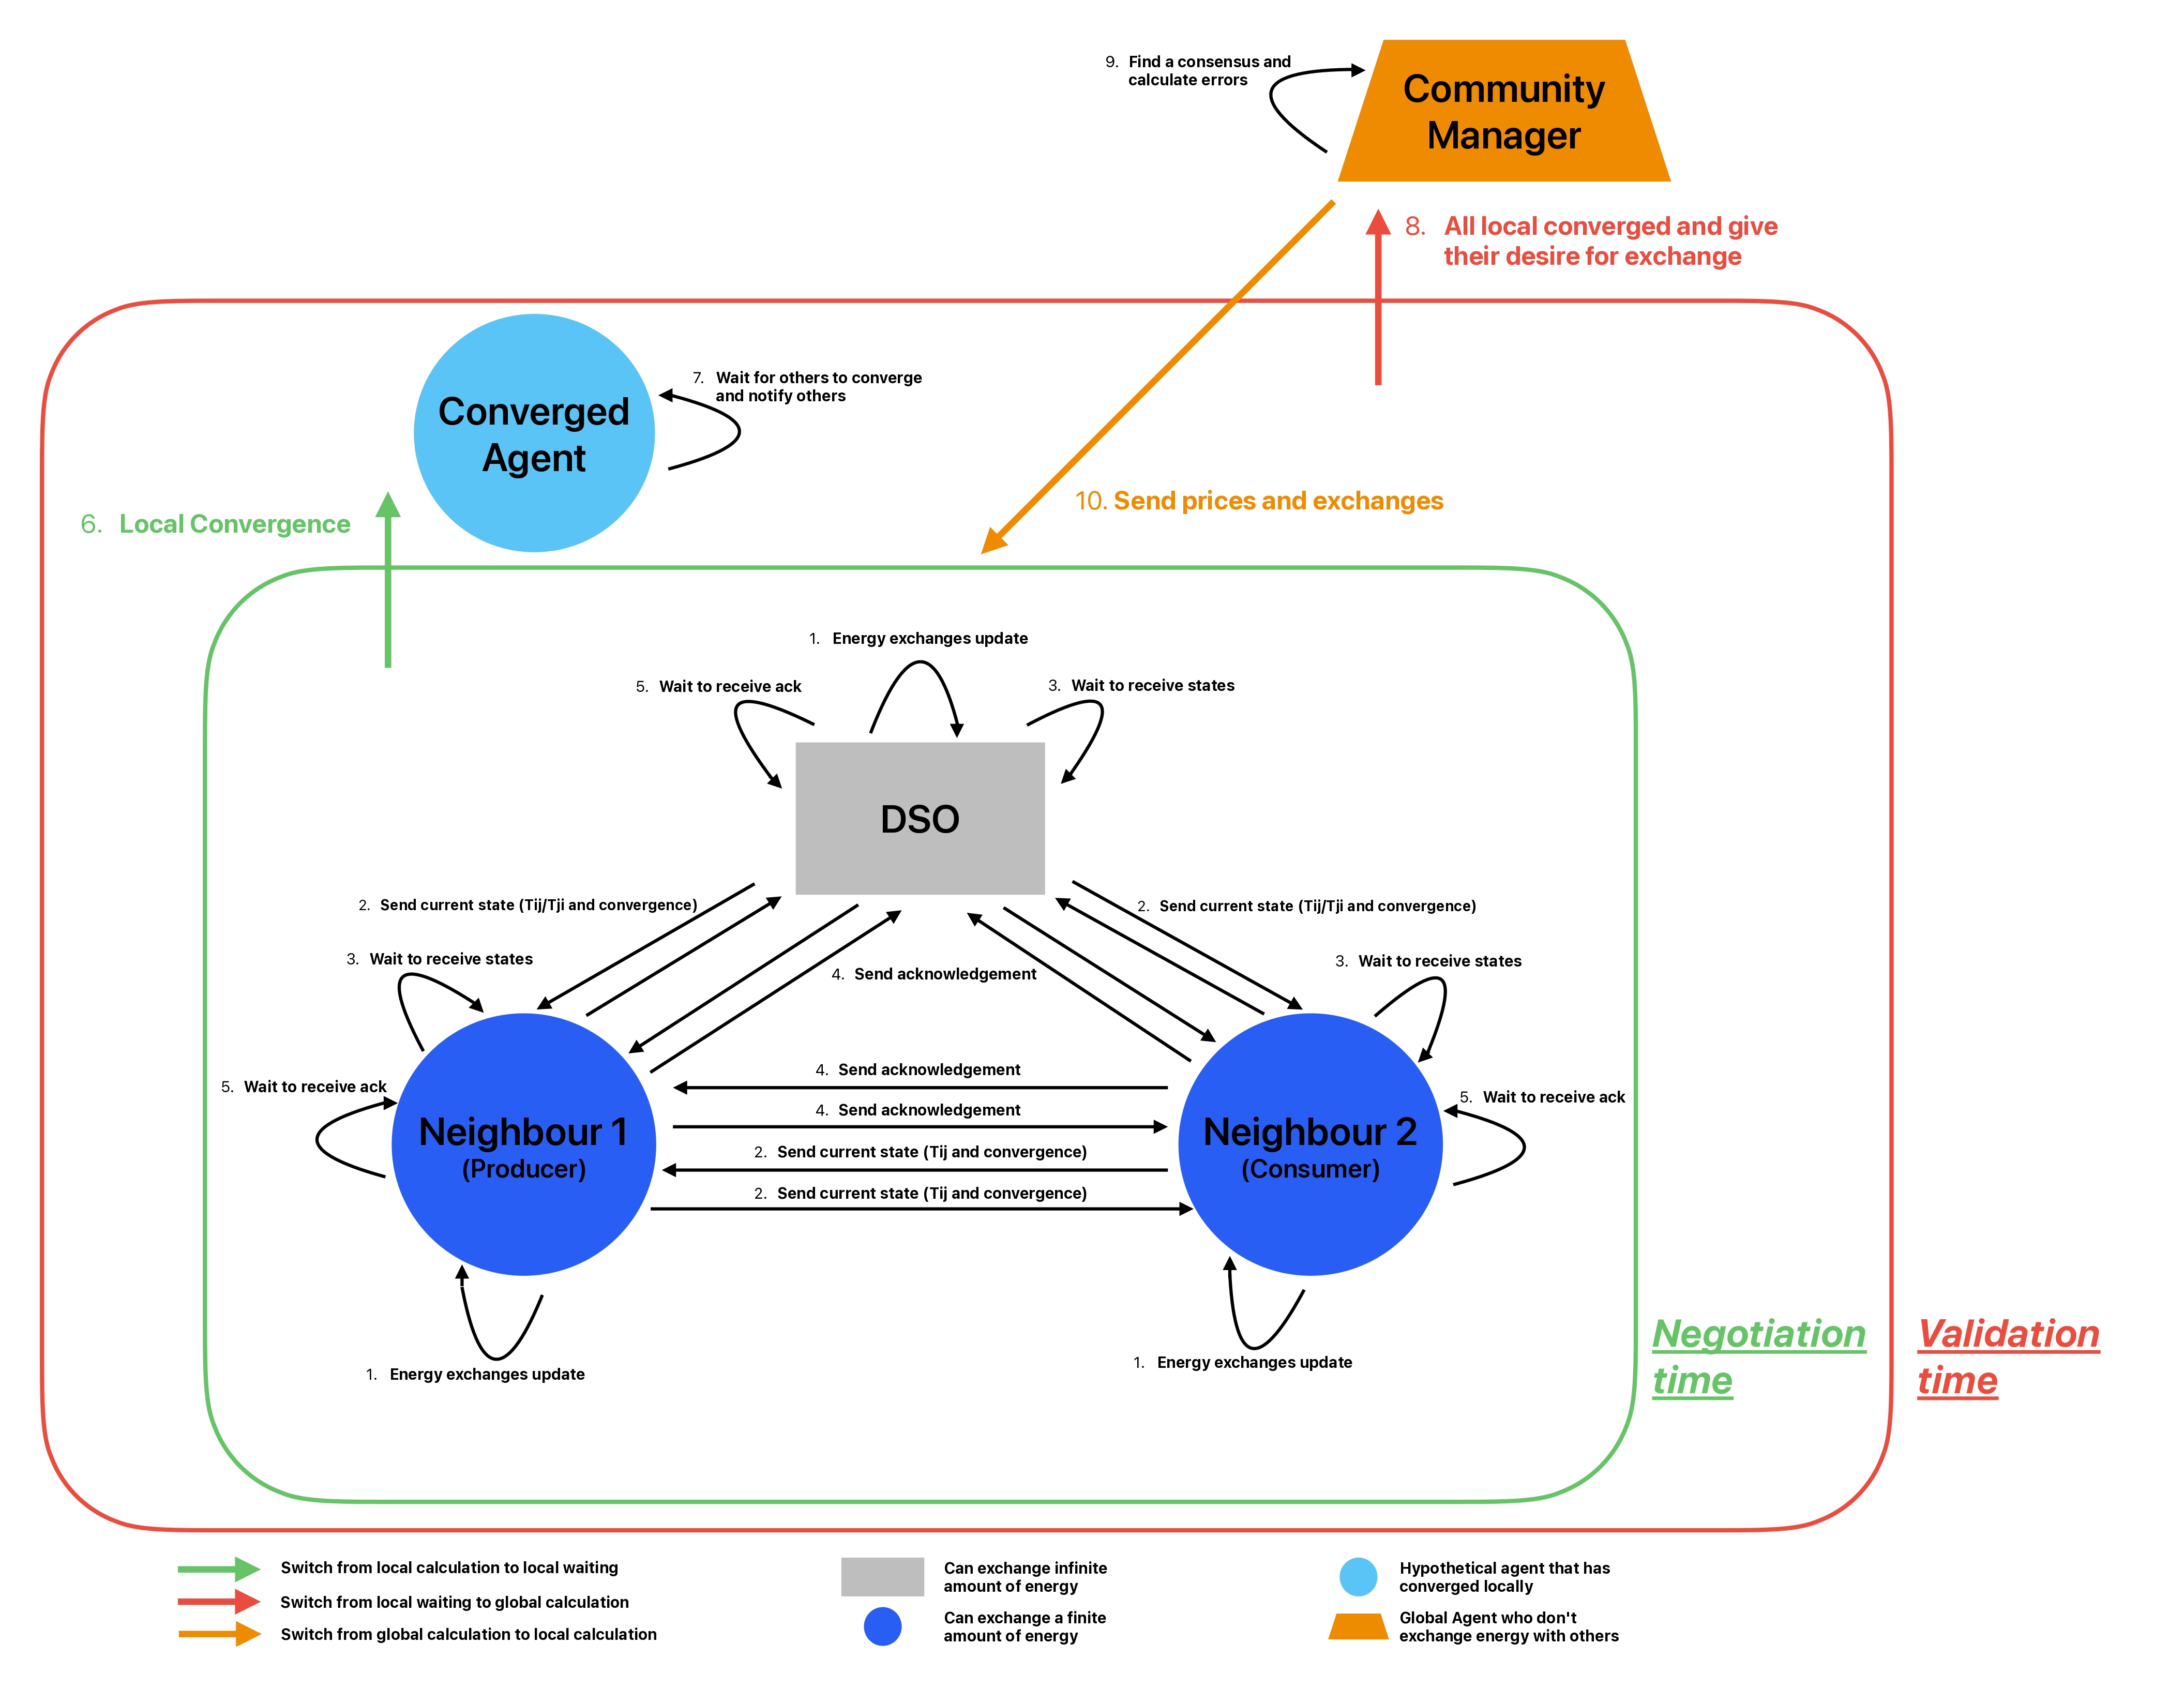 9. Find a consensus and
calculate errors
Community
Manager
8. All local converged and give
their desire for exchange
Converged
Agent
7. Wait for others to converge
and notify others
6. Local Convergence
10. Send prices and exchanges
1. Energy exchanges update
5. Wait to receive ack
3. Wait to receive states
DSO
2. Send current state (Tij/Tji and convergence)
2. Send current state (Tij/Tji and convergence)
3. Wait to receive states
4. Send acknowledgement
3. Wait to receive states
5. Wait to receive ack
4. Send acknowledgement
5. Wait to receive ack
4. Send acknowledgement
Neighbour 1
(Producer)
Neighbour 2
(Consumer)
2. Send current state (Tij and convergence)
2. Send current state (Tij and convergence)
1. Energy exchanges update
1. Energy exchanges update
Negotiation
time
Validation
time
Switch from local calculation to local waiting
Switch from local waiting to global calculation
Switch from global calculation to local calculation
Can exchange infinite
amount of energy
Can exchange a finite
amount of energy
Hypothetical agent that has
converged locally
Global Agent who don't
exchange energy with others